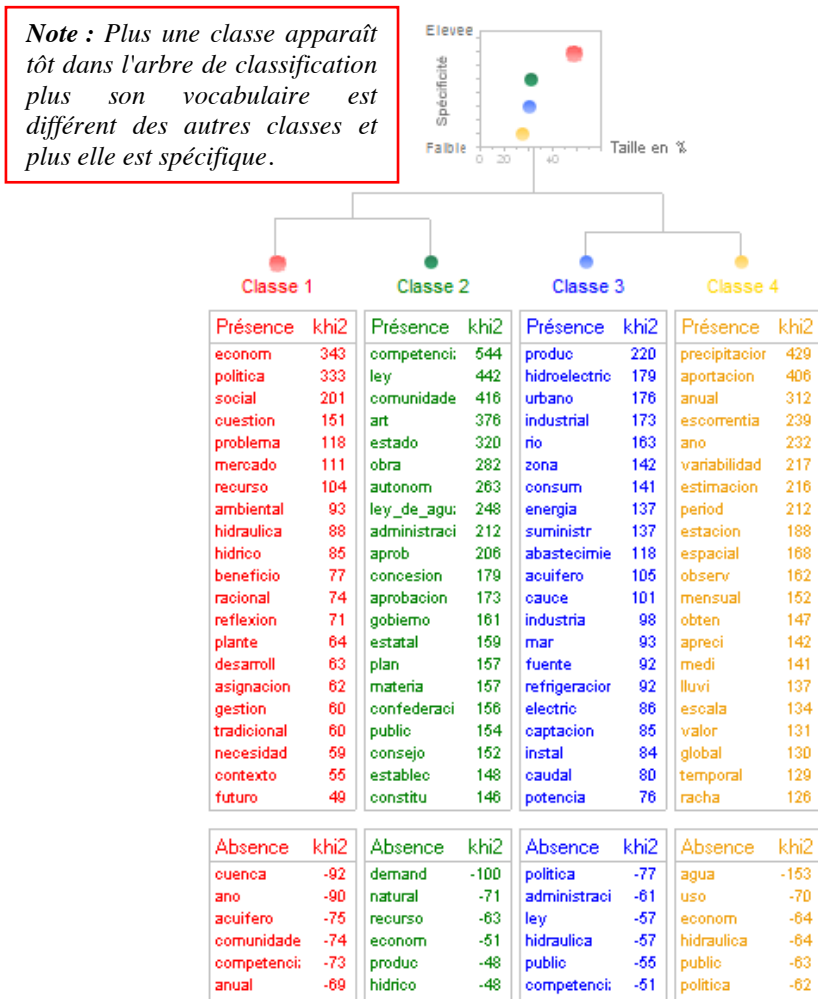 Note : Plus une classe apparaît
tôt dans l'arbre de classification
plus son vocabulaire est
différent des autres classes et
plus elle est spécifique.
Elevee
Spécificité
Faible
0 20 40
Taille en %
Classe 1 Classe 2 Classe 3 Classe 4
Présence khi2 Présence khi2 Présence khi2 Présence khi2
econom 343 competenci: 544 produc 220 precipitacior 429
politica 333 ley 442 hidroelectric 179 aportacion 406
social 201 comunidade 416 urbano 176 anual 312
cuestion 151 art 376 industrial 173 escorrentia 239
problema 118 estado 320 rio 163 ano 232
mercado 111 obra 282 zona 142 variabilidad 217
recurso 104 autonom 263 consum 141 estimacion 216
ambiental 93 ley_de_agu: 248 energia 137 period 212
hidraulica 88 administraci 212 suministr 137 estacion 188
hidrico 85 aprob 206 abastecimie 118 espacial 168
beneficio 77 concesion 179 acuifero 105 observ 162
racional 74 aprobacion 173 cauce 101 mensual 152
reflexion 71 gobierno 161 industria 98 obten 147
plante 64 estatal 159 mar 93 apreci 142
desarroll 63 plan 157 fuente 92 medi 141
asignacion 62 materia 157 refrigeracior 92 lluvi 137
gestion 60 confederaci 156 electric 86 escala 134
tradicional 60 public 154 captacion 85 valor 131
necesidad 59 consejo 152 instal 84 global 130
contexto 55 establec 148 caudal 80 temporal 129
futuro 49 constitu 146 potencia 76 racha 126
Absence khi2 Absence khi2 Absence khi2 Absence khi2
cuenca -92 demand -100 politica -77 agua -153
ano -90 natural -71 administraci -61 uso -70
acuifero -75 recurso -63 ley -57 econom -64
comunidade -74 econom -51 hidraulica -57 hidraulica -64
competenci: -73 produc -48 public -55 public -63
anual -69 hidrico -48 competenci: -51 politica -62